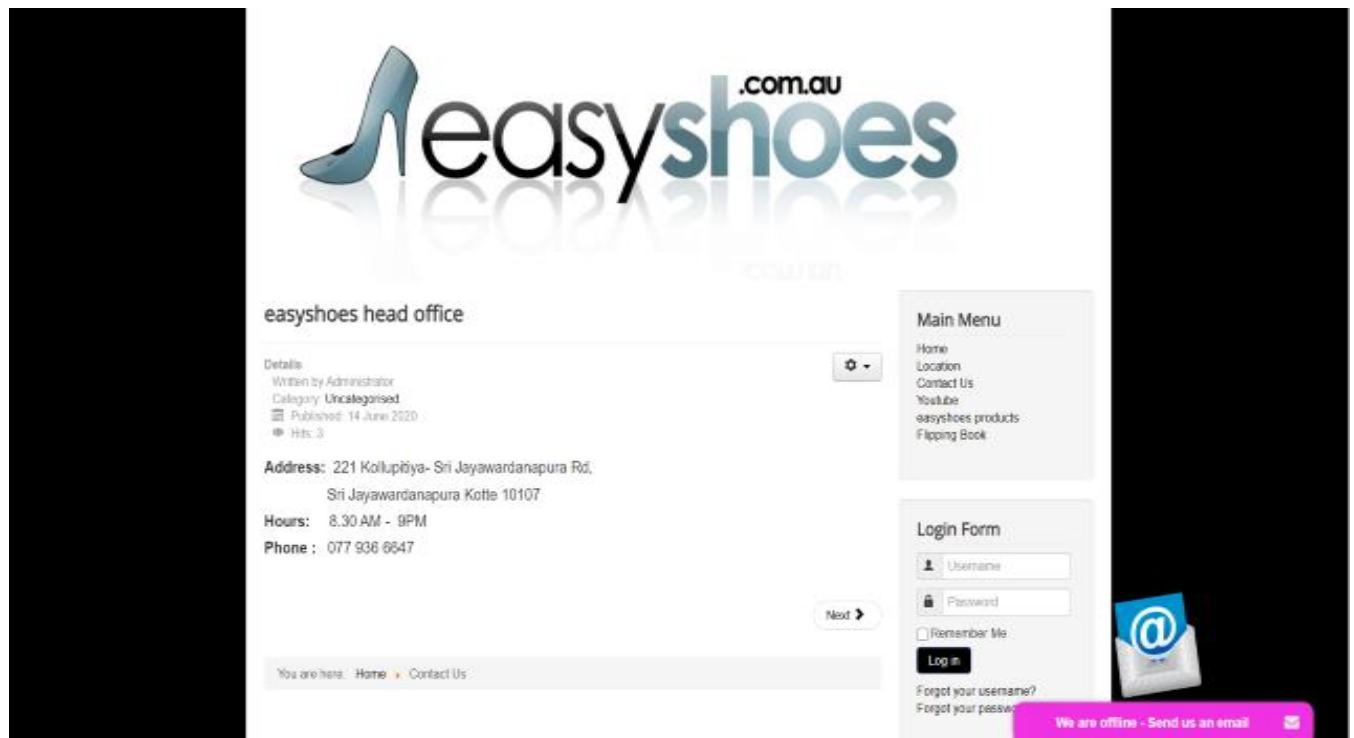 .com.au
easyshoes
easyshoes head office
Details
Written by Administrator
Category: Uncategorised
Published: 14 June 2020
Hits: 3
Address: 221 Kollupitiya- Sri Jayawardanapura Rd,
Sri Jayawardanapura Kotte 10107
Hours: 8.30 AM - 9PM
Phone : 077 936 6647
Next
You are here: Home Contact Us
Main Menu
Home
Location
Contact Us
Youtube
easyshoes products
Flipping Book
Login Form
Username
Password
Remember Me
Log in
Forgot your username?
Forgot your
We are offline - Send us an email